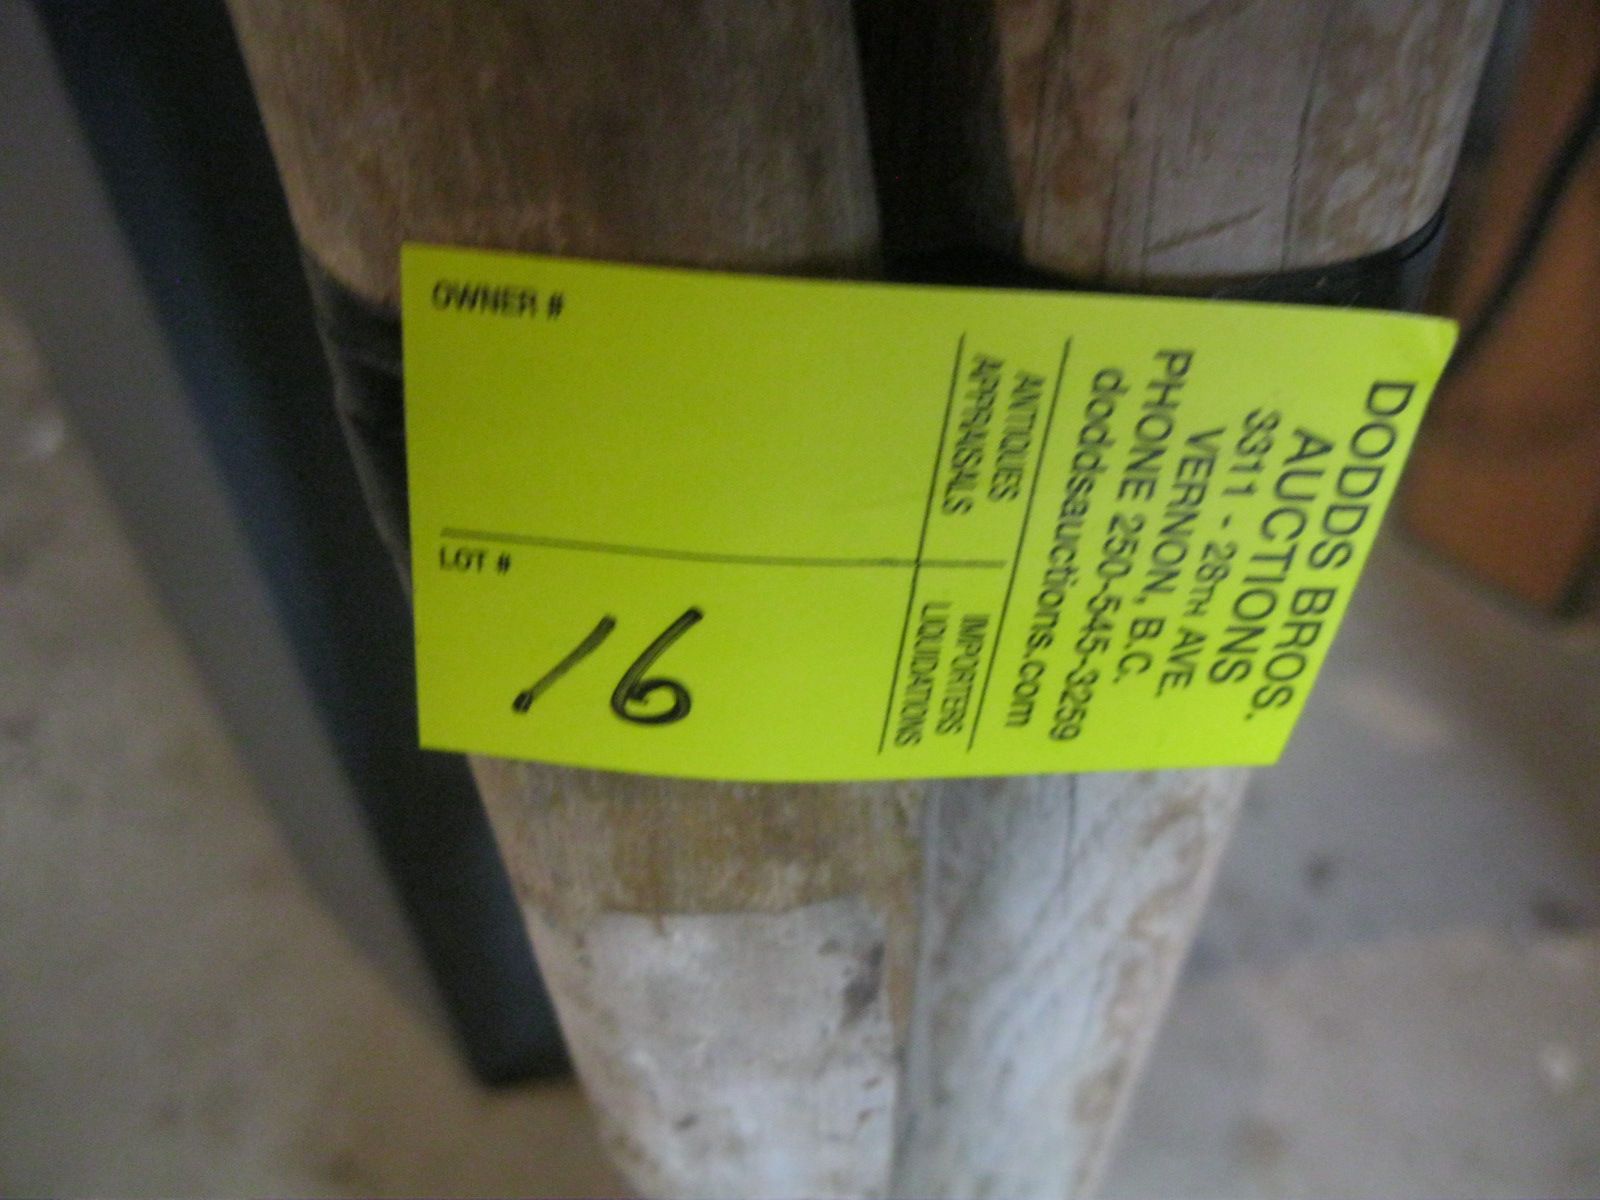 DODDS BROS.
AUCTIONS
3311 - 28TH AVE.
VERNON, B.C.
PHONE 250-545-3259
doddsauctions.com
ANTIQUES IMPORTERS
APPRAISALS LIQUIDATIONS
OWNER #
LOT #
16